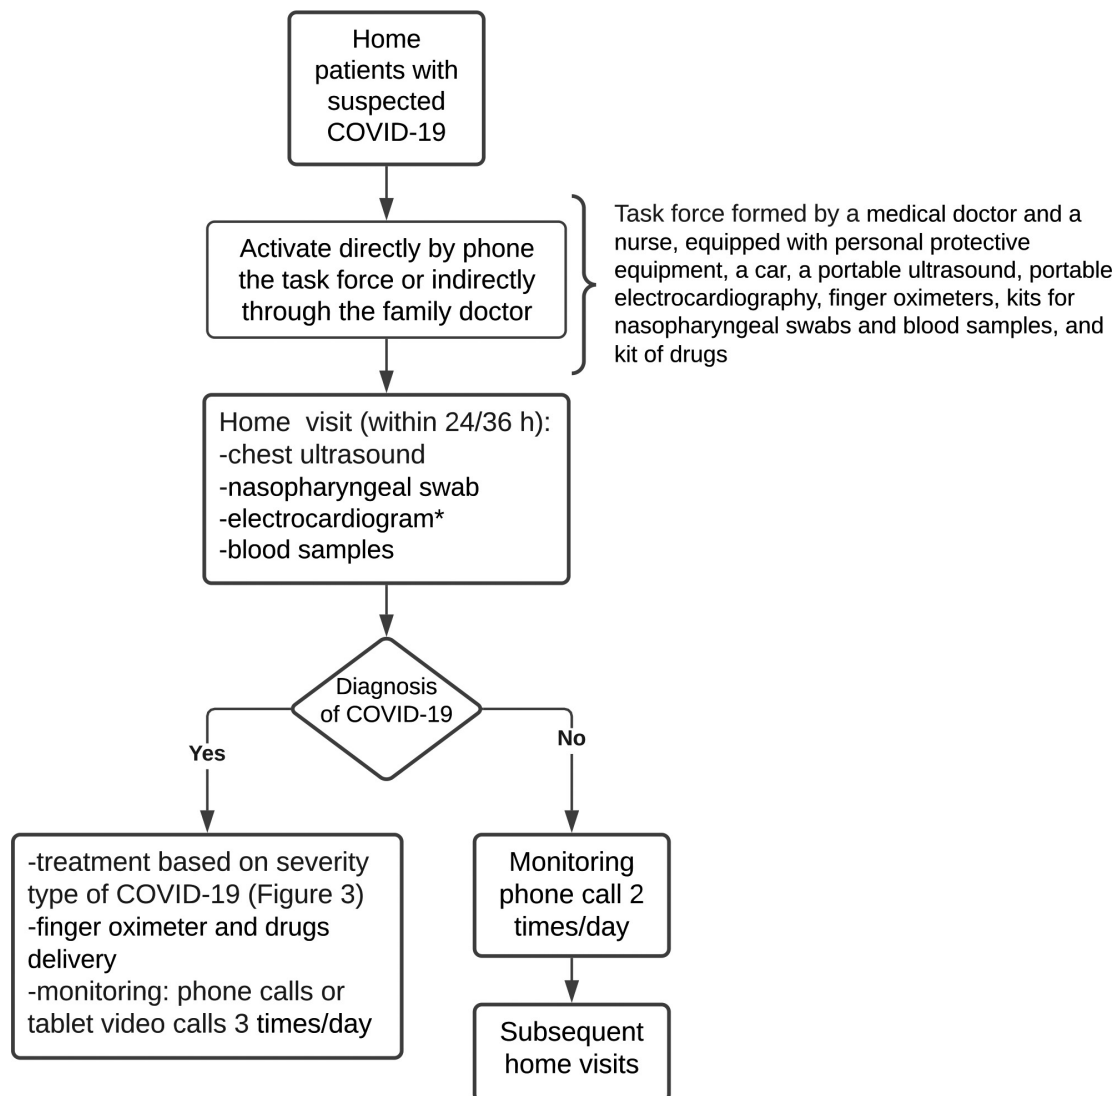 Home
patients with
suspected
COVID-19
Activate directly by phone
the task force or indirectly
through the family doctor
Task force formed by a medical doctor and a
nurse, equipped with personal protective
equipment, a car, a portable ultrasound, portable
electrocardiography, finger oximeters, kits for
nasopharyngeal swabs and blood samples, and
kit of drugs
Home visit (within 24/36 h):
-chest ultrasound
-nasopharyngeal swab
-electrocardiogram*
-blood samples
Diagnosis
of COVID-19
Yes
No
-treatment based on severity
type of COVID-19 (Figure 3)
-finger oximeter and drugs
delivery
-monitoring: phone calls or
tablet video calls 3 times/day
Monitoring
phone call 2
times/day
Subsequent
home visits